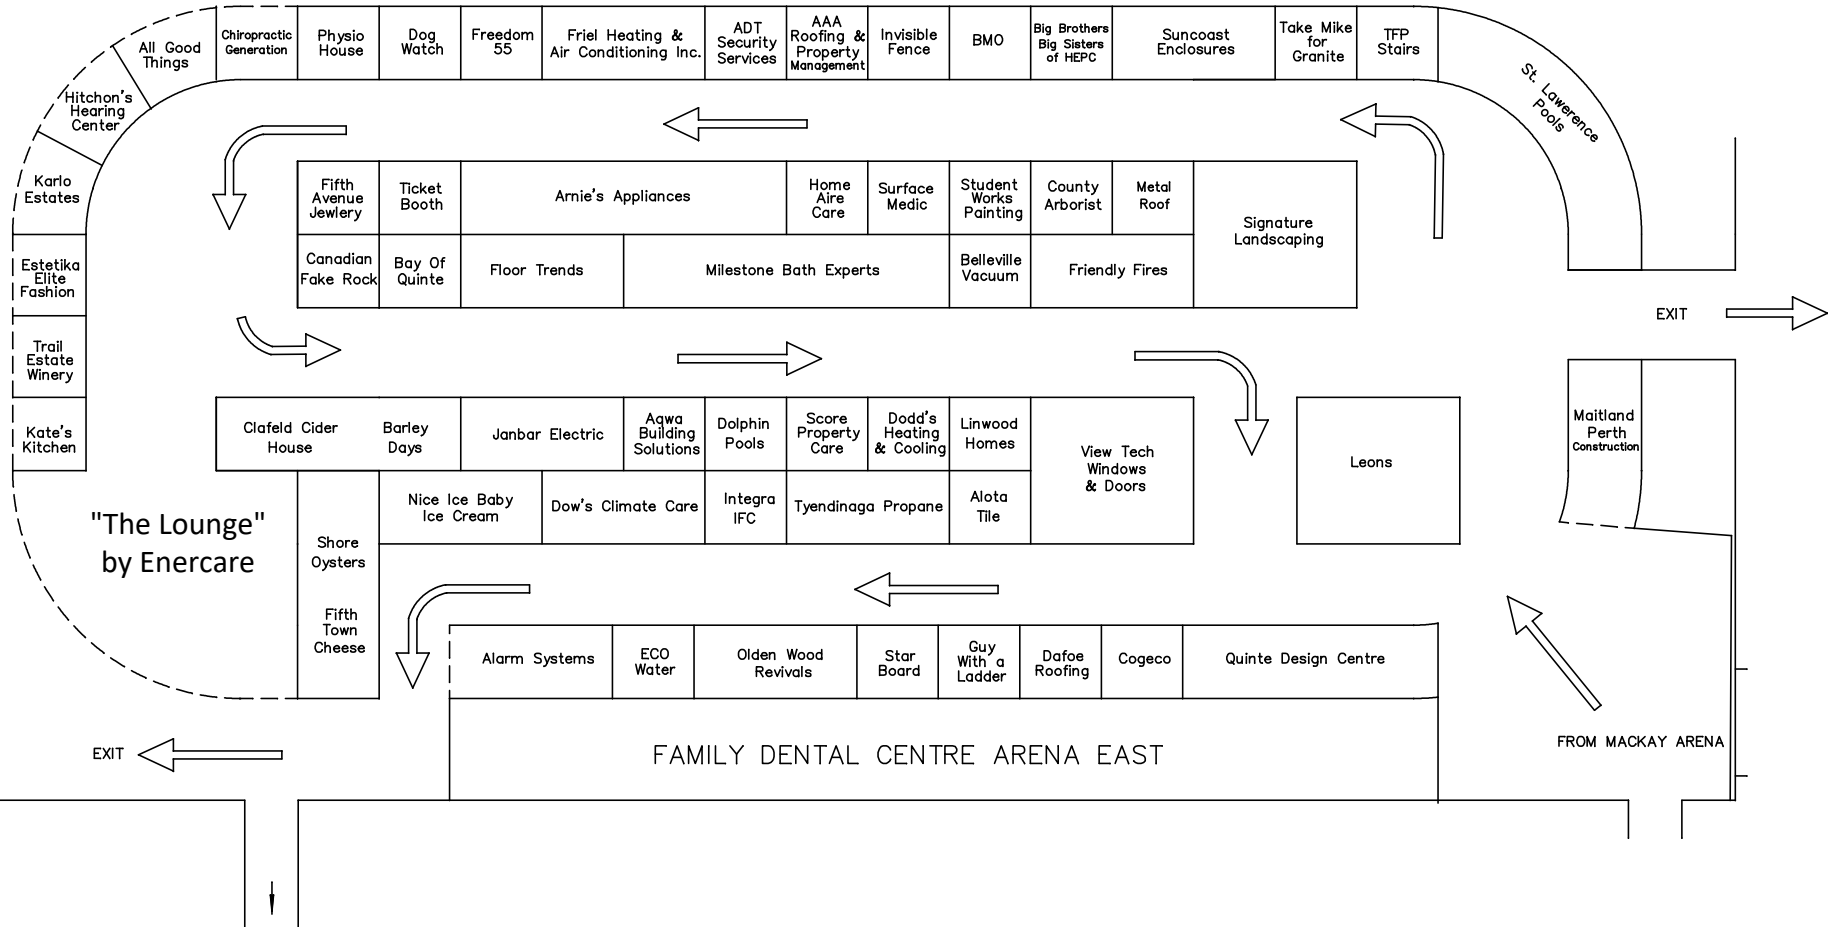 Chiropractic
Generation
Physio
House
Dog
Watch
Freedom
55
Friel Heating &
Air Conditioning Inc.
ADT
Security
Services
AAA
Roofing &
Property
Management
Invisible
Fence
BMO
Big Brothers
Big Sisters
of HEPC
Suncoast
Enclosures
Take Mike
for
Granite
TFP
Stairs
St. Lawerence
Pools
All Good
Things
Hitchon's
Hearing
Center
Karlo
Estates
Estetika
Elite
Fashion
Trail
Estate
Winery
Kate's
Kitchen
Fifth
Avenue
Jewlery
Ticket
Booth
Arnie's Appliances
Home
Aire
Care
Surface
Medic
Student
Works
Painting
County
Arborist
Metal
Roof
Signature
Landscaping
Canadian
Fake Rock
Bay Of
Quinte
Floor Trends
Milestone Bath Experts
Belleville
Vacuum
Friendly Fires
EXIT
Clafeld Cider
House
Barley
Days
Janbar Electric
Aqwa
Building
Solutions
Dolphin
Pools
Score
Property
Care
Dodd's
Heating
& Cooling
Linwood
Homes
View Tech
Windows
& Doors
Leons
Maitland
Perth
Construction
Nice Ice Baby
Ice Cream
Dow's Climate Care
Integra
IFC
Tyendinaga Propane
Alota
Tile
"The Lounge"
by Enercare
Shore
Oysters
Fifth
Town
Cheese
Alarm Systems
ECO
Water
Olden Wood
Revivals
Star
Board
Guy
With a
Ladder
Dafoe
Roofing
Cogeco
Quinte Design Centre
EXIT
FAMILY DENTAL CENTRE ARENA EAST
FROM MACKAY ARENA